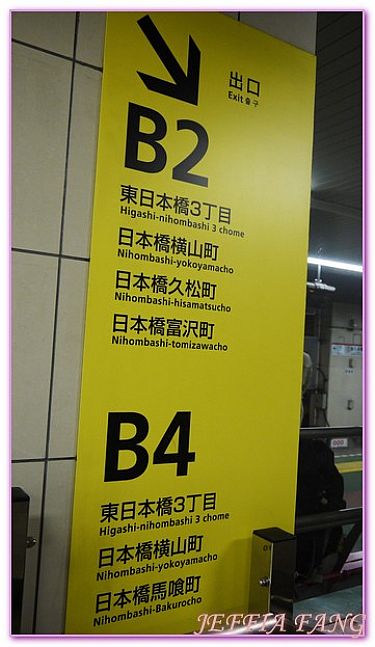 出口
Exit 출구
B2
東日本橋3丁目
Higashi-nihombashi 3 chome
日本橋横山町
Nihombashi-yokoyamacho
日本橋久松町
Nihombashi-hisamatsucho
日本橋富沢町
Nihombashi-tomizawacho
B4
東日本橋3丁目
Higashi-nihombashi 3 chome
日本橋横山町
Nihombashi-yokoyamacho
日本橋馬喰町
Nihombashi-Bakurocho
JEFFIA FANG